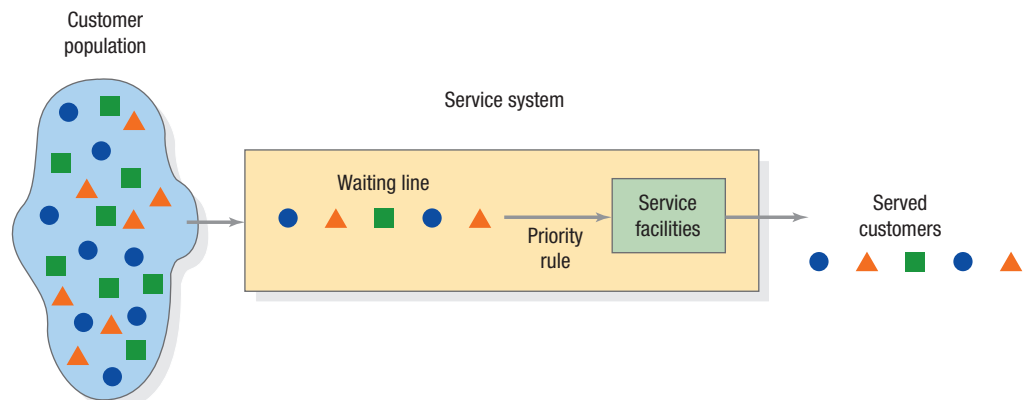 Customer
population
Service system
Waiting line
Priority
rule
Service
facilities
Served
customers